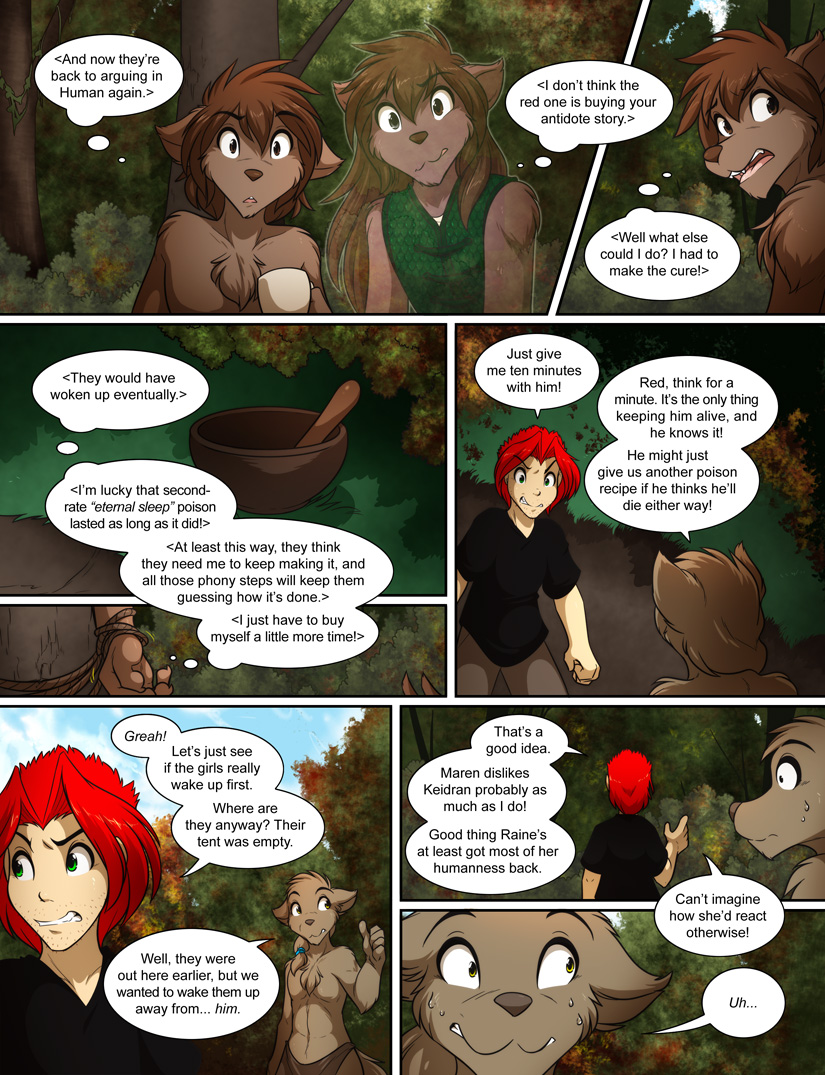 <And now they're
back to arguing in
Human again.>
<I don't think the
red one is buying your
antidote story.>
<Well what else
could I do? I had to
make the cure!>
<They would have
woken up eventually.>
<I'm lucky that second-
rate "eternal sleep" poison
lasted as long as it did!>
<At least this way, they think
they need me to keep making it, and
all those phony steps will keep them
guessing how it's done.>
<I just have to buy
myself a little more time!>
Just give
me ten minutes
with him!
Red, think for a
minute. It's the only thing
keeping him alive, and
he knows it!
He might just
give us another poison
recipe if he thinks he'll
die either way!
Greah!
Let's just see
if the girls really
wake up first.
Where are
they anyway? Their
tent was empty.
Well, they were
out here earlier, but we
wanted to wake them up
away from... him.
That's a
good idea.
Maren dislikes
Keidran probably as
much as I do!
Good thing Raine's
at least got most of her
humanness back.
Can't imagine
how she'd react
otherwise!
Uh...